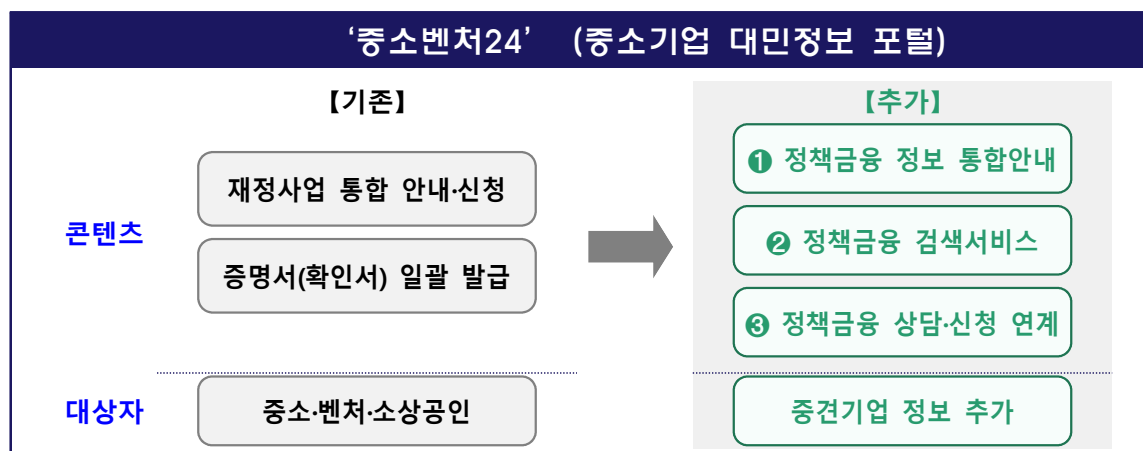 ‘중소벤처24’ (중소기업 대민정보 포털)
【기존】
【추가】
콘텐츠
재정사업 통합 안내·신청
증명서(확인서) 일괄 발급
❶ 정책금융 정보 통합안내
❷ 정책금융 검색서비스
❸ 정책금융 상담·신청 연계
대상자
중소·벤처·소상공인
중견기업 정보 추가